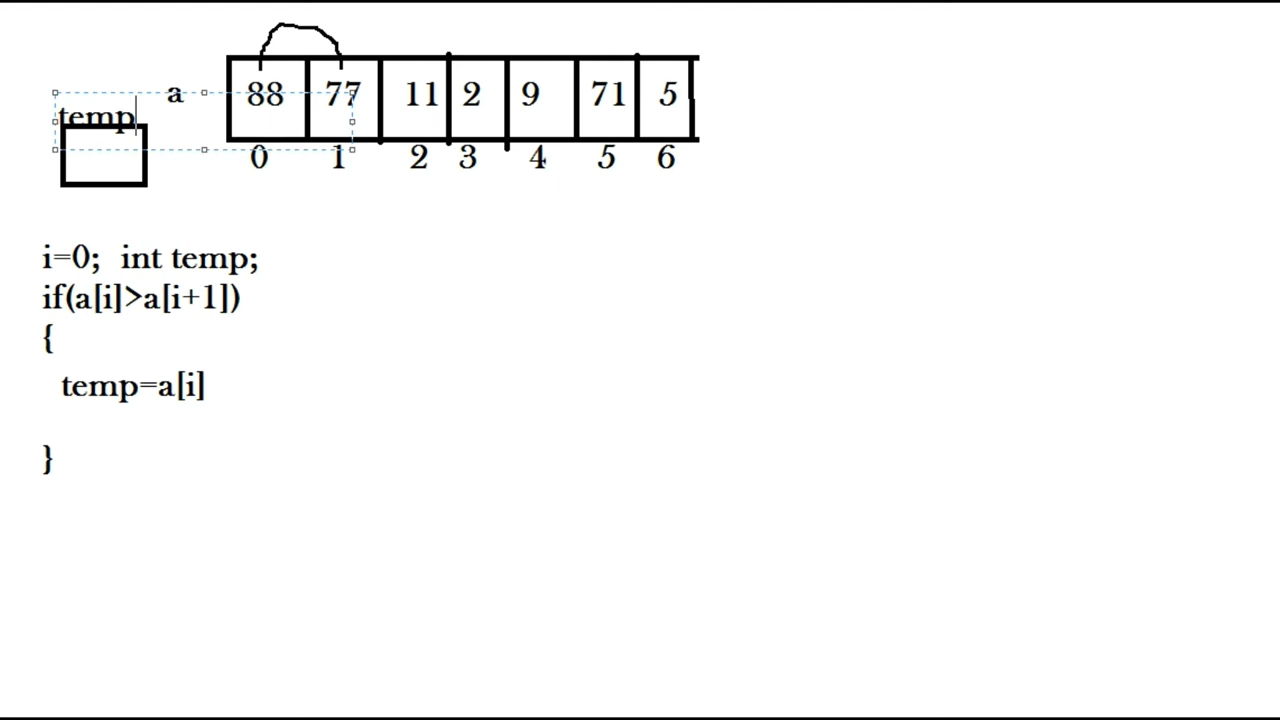 a 88 77 11 2 9 71 5
temp
0 1 2 3 4 5 6
i=0; int temp;
if(a[i]>a[i+1])
{
temp=a[i]
}